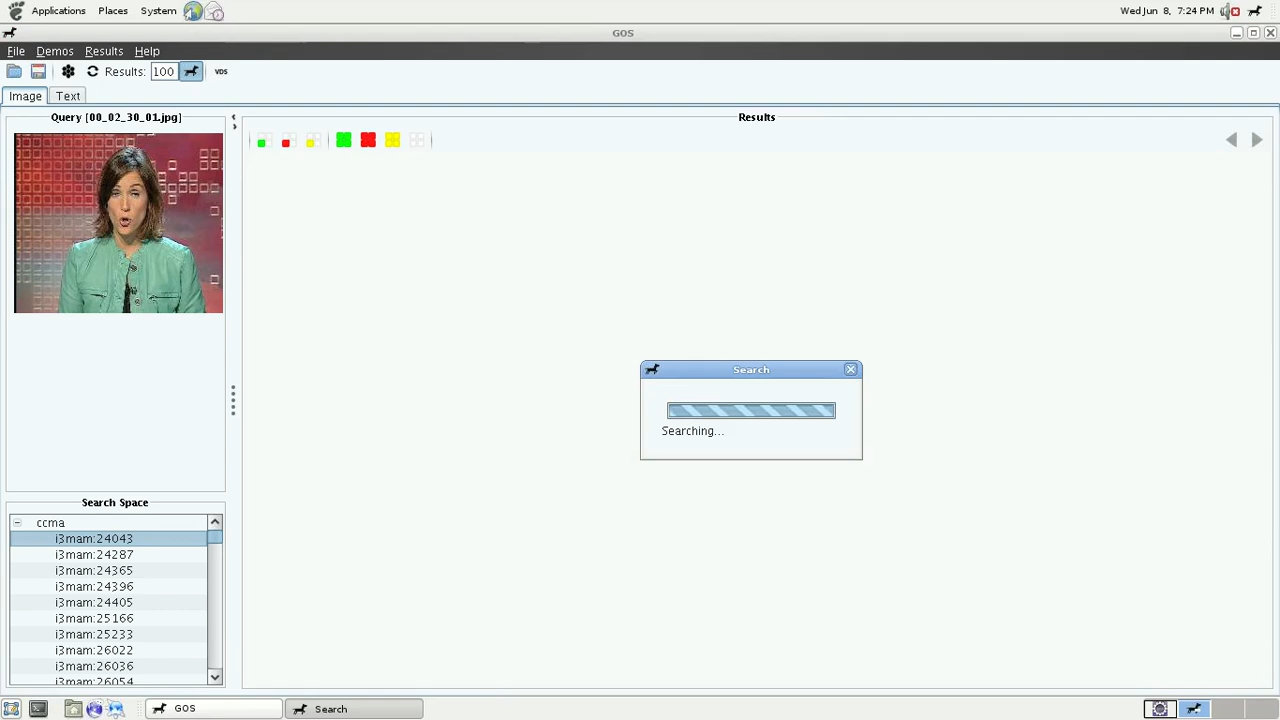 Applications Places System Wed Jun 8, 7:24 PM
GOS
File Demos Results Help
Results: 100 VDS
Image Text
Query [00_02_30_01.jpg]
Results
Search
Searching...
Search Space
ccma
i3mam:24043
i3mam:24287
i3mam:24365
i3mam:24396
i3mam:24405
i3mam:25166
i3mam:25233
i3mam:26022
i3mam:26036
i3mam:26054
GOS Search